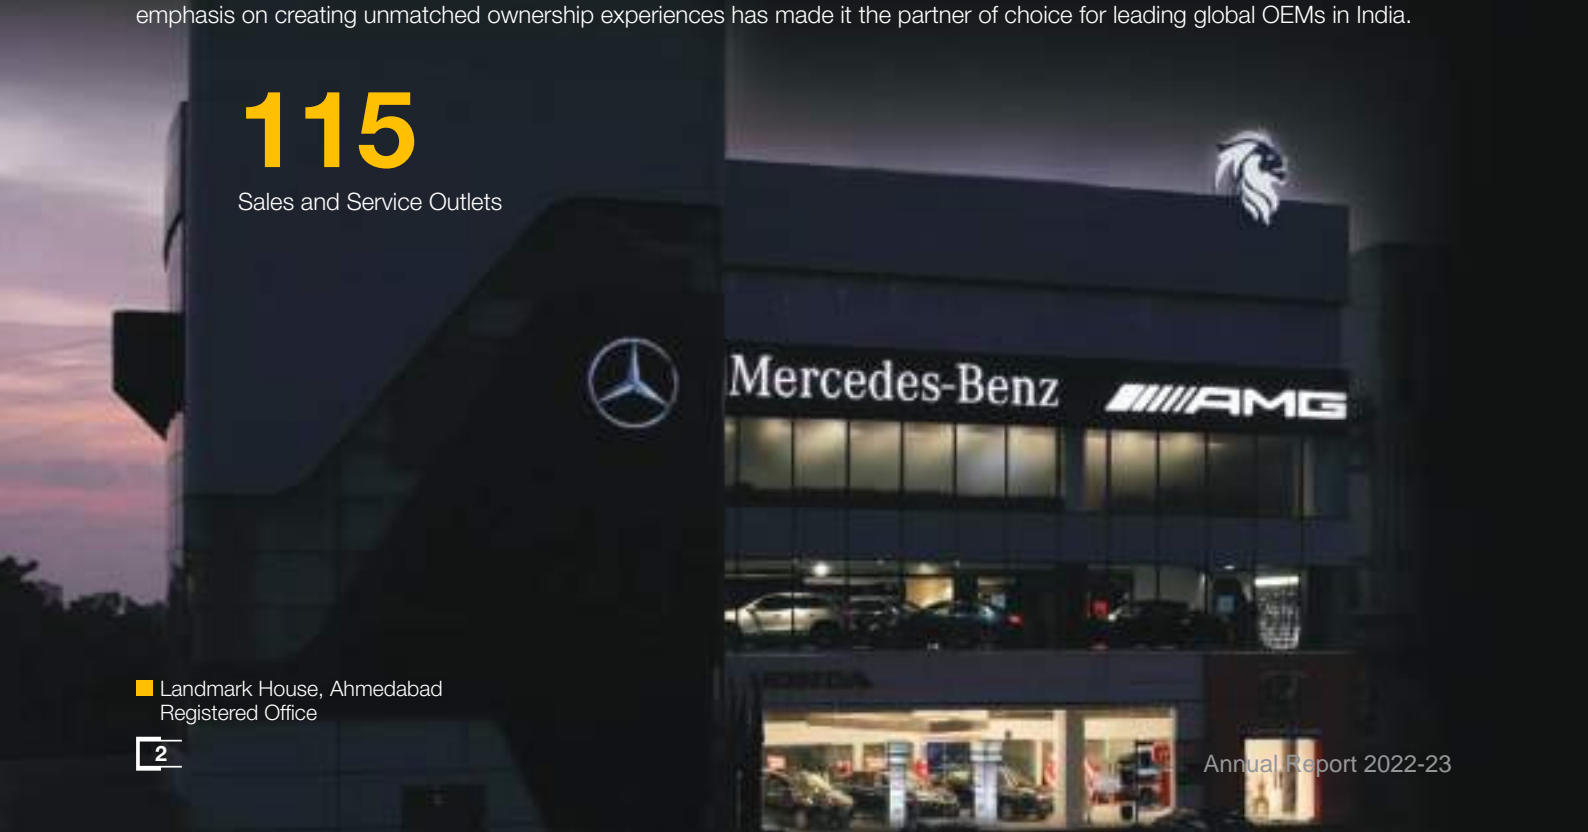 emphasis on creating unmatched ownership experiences has made it the partner of choice for leading global OEMs in India.
115
Sales and Service Outlets
Mercedes-Benz AMG
HONDA
Landmark House, Ahmedabad
Registered Office
2
Annual Report 2022-23